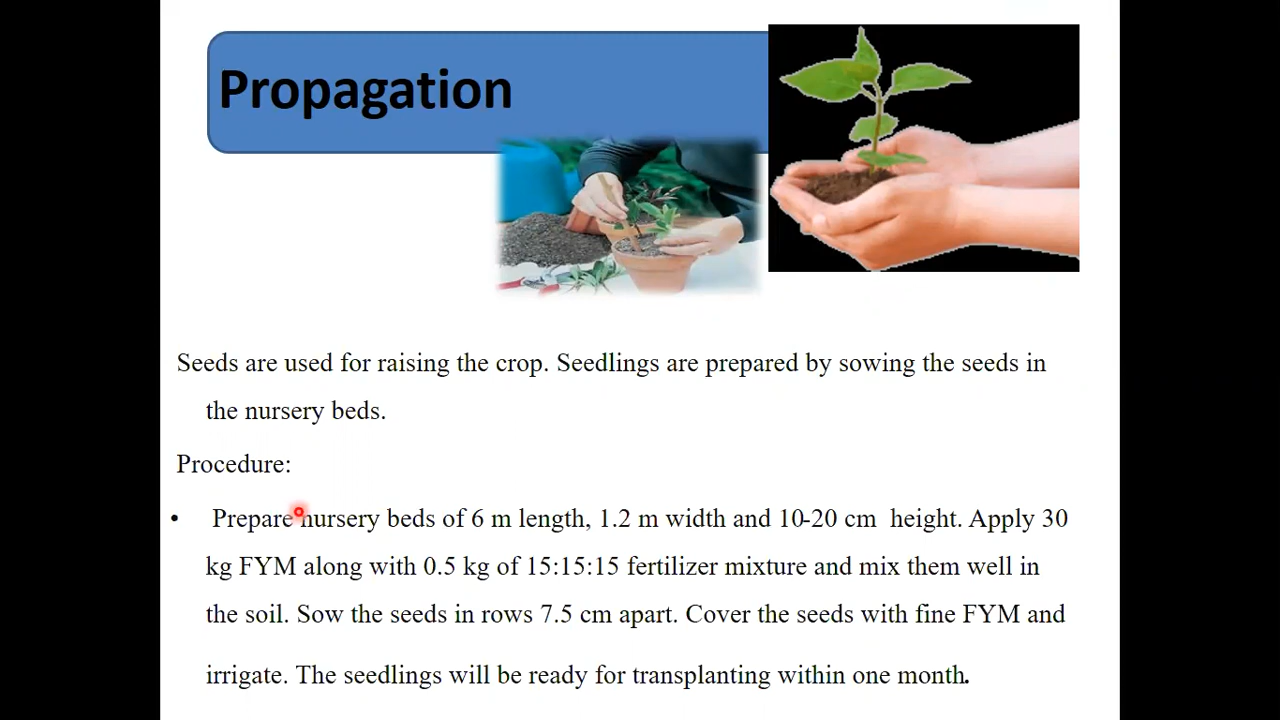 Propagation
Seeds are used for raising the crop. Seedlings are prepared by sowing the seeds in
the nursery beds.
Procedure:
• Prepare nursery beds of 6 m length, 1.2 m width and 10-20 cm height. Apply 30
kg FYM along with 0.5 kg of 15:15:15 fertilizer mixture and mix them well in
the soil. Sow the seeds in rows 7.5 cm apart. Cover the seeds with fine FYM and
irrigate. The seedlings will be ready for transplanting within one month.